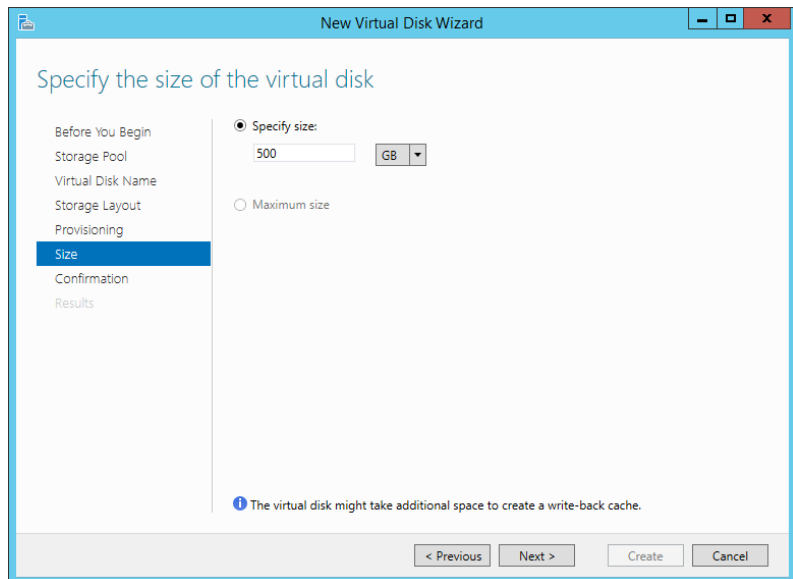 New Virtual Disk Wizard
Specify the size of the virtual disk
Before You Begin
Storage Pool
Virtual Disk Name
Storage Layout
Provisioning
Size
Confirmation
Results
Specify size:
500
GB
Maximum size
The virtual disk might take additional space to create a write-back cache.
< Previous
Next >
Create
Cancel